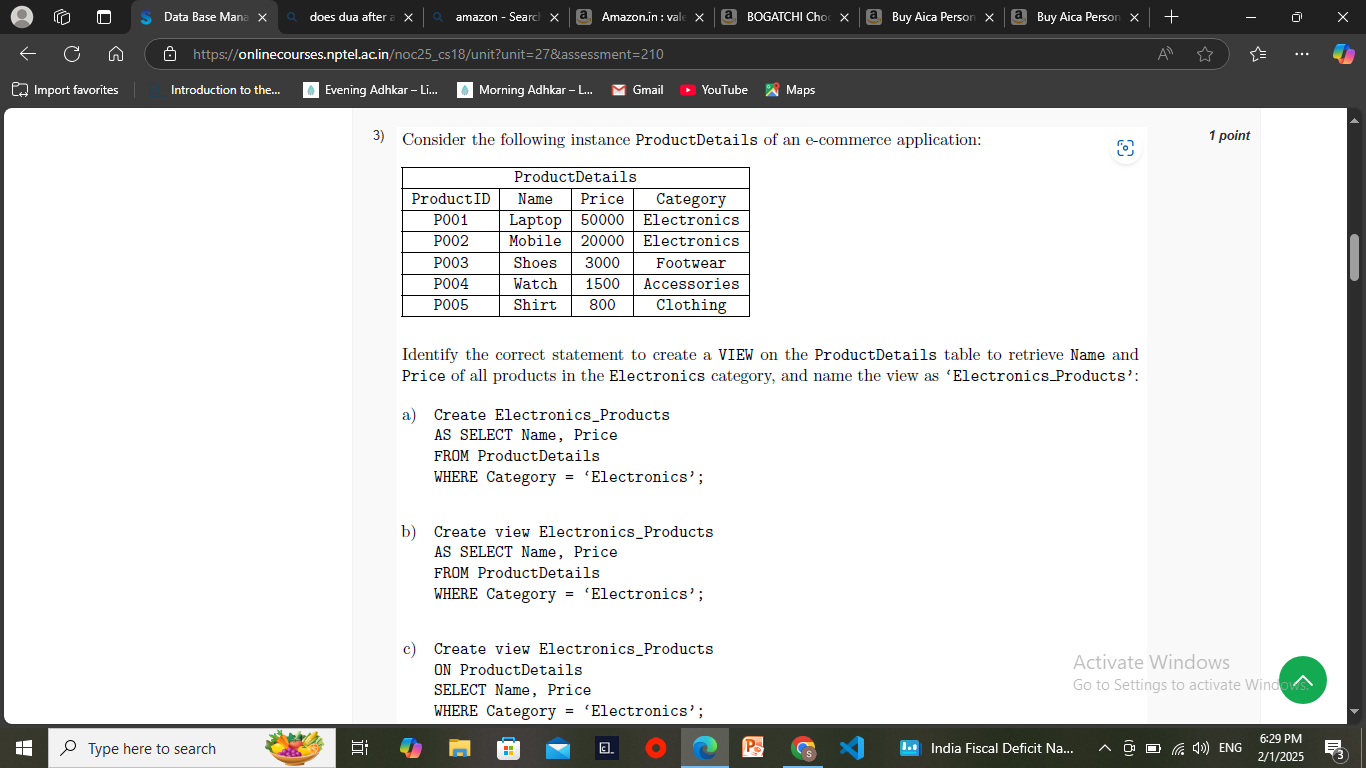 Data Base Mana
does dua after a
amazon - Searcl
Amazon.in : vale
BOGATCHI Choc
Buy Aica Person
Buy Aica Person
https://onlinecourses.nptel.ac.in/noc25_cs18/unit?unit=27&assessment=210
Import favorites
Introduction to the...
Evening Adhkar – Li...
Morning Adhkar – L...
Gmail
YouTube
Maps
3) Consider the following instance ProductDetails of an e-commerce application: 1 point
ProductDetails
ProductID Name Price Category
P001 Laptop 50000 Electronics
P002 Mobile 20000 Electronics
P003 Shoes 3000 Footwear
P004 Watch 1500 Accessories
P005 Shirt 800 Clothing
Identify the correct statement to create a VIEW on the ProductDetails table to retrieve Name and
Price of all products in the Electronics category, and name the view as ‘Electronics_Products’:
a) Create Electronics_Products
AS SELECT Name, Price
FROM ProductDetails
WHERE Category = ‘Electronics’;
b) Create view Electronics_Products
AS SELECT Name, Price
FROM ProductDetails
WHERE Category = ‘Electronics’;
c) Create view Electronics_Products
ON ProductDetails
SELECT Name, Price
WHERE Category = ‘Electronics’;
Activate Windows
Go to Settings to activate Windows.
Type here to search
India Fiscal Deficit Na...
ENG
6:29 PM
2/1/2025
3